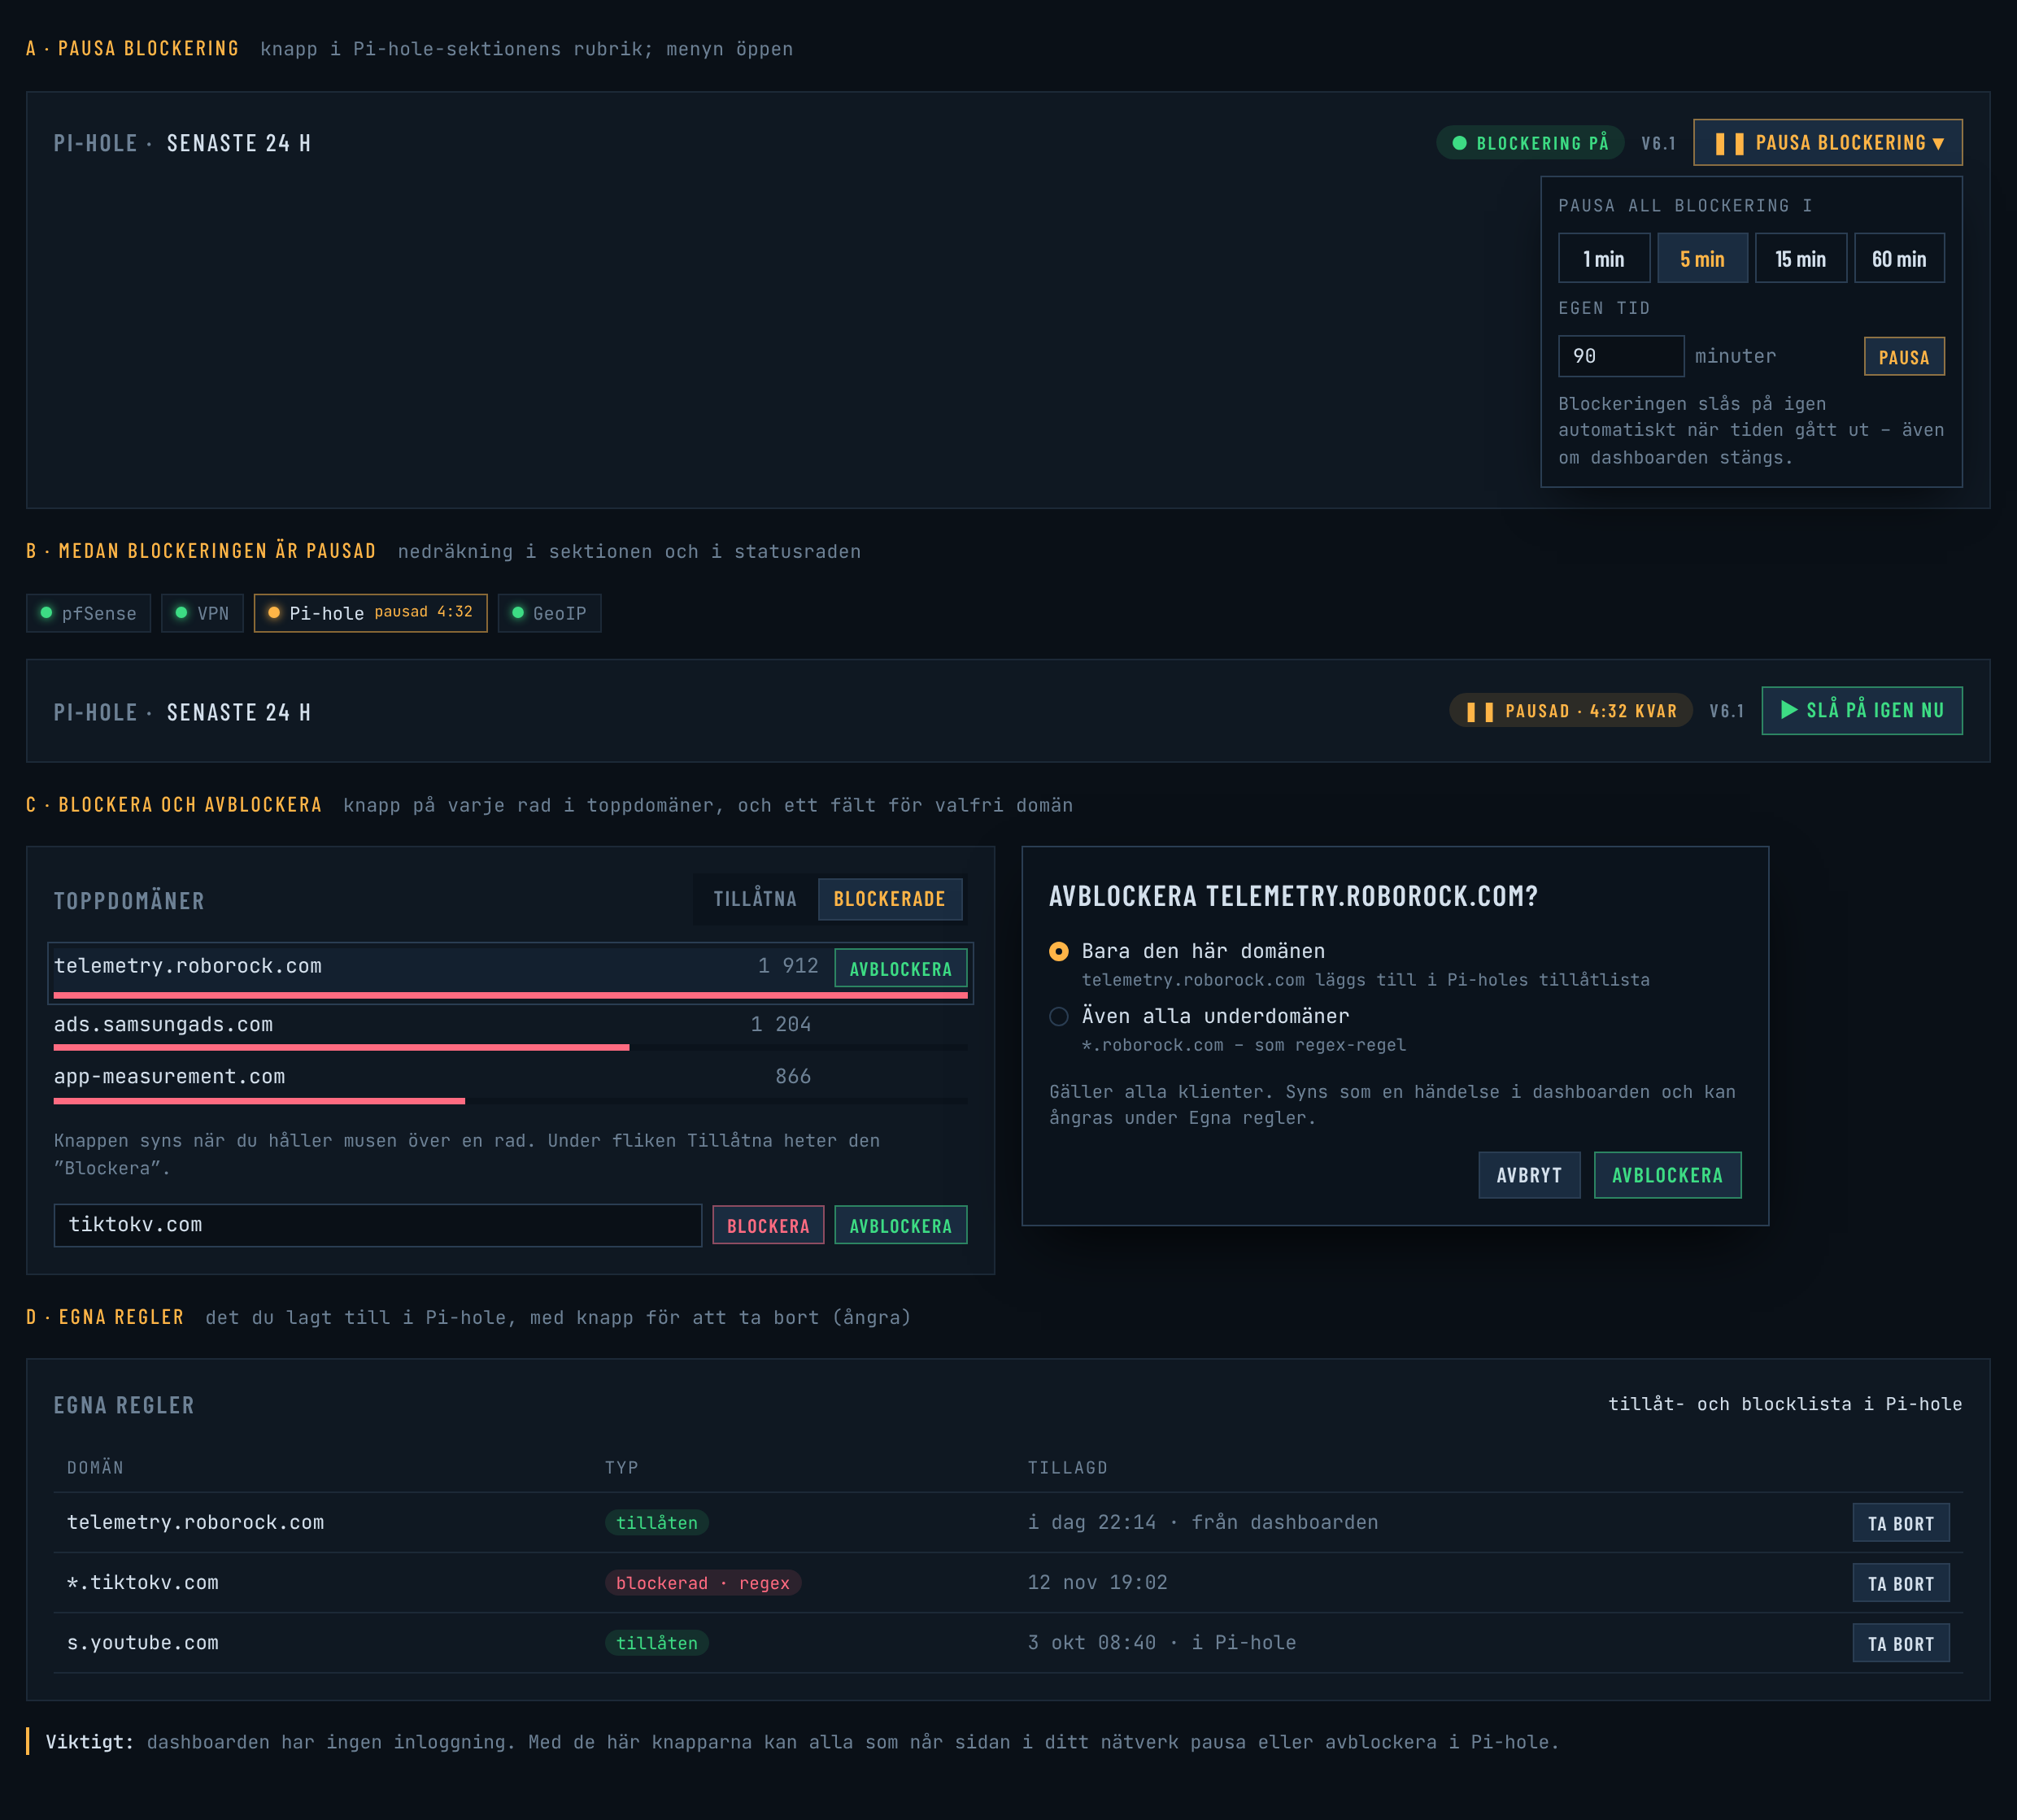 A · PAUSA BLOCKERING knapp i Pi-hole-sektionens rubrik; menyn öppen
PI-HOLE · SENASTE 24 H
BLOCKERING PÅ V6.1 PAUSA BLOCKERING ▼
PAUSA ALL BLOCKERING I
1 min 5 min 15 min 60 min
EGEN TID
90 minuter PAUSA
Blockeringen slås på igen
automatiskt när tiden gått ut – även
om dashboarden stängs.
B · MEDAN BLOCKERINGEN ÄR PAUSAD nedräkning i sektionen och i statusraden
pfSense VPN Pi-hole pausad 4:32 GeoIP
PI-HOLE · SENASTE 24 H
PAUSAD · 4:32 KVAR V6.1 ▶ SLÅ PÅ IGEN NU
C · BLOCKERA OCH AVBLOCKERA knapp på varje rad i toppdomäner, och ett fält för valfri domän
TOPPDOMÄNER TILLÅTNA BLOCKERADE
telemetry.roborock.com 1 912 AVBLOCKERA
ads.samsungads.com 1 204
app-measurement.com 866
Knappen syns när du håller musen över en rad. Under fliken Tillåtna heter den
”Blockera”.
tiktokv.com BLOCKERA AVBLOCKERA
AVBLOCKERA TELEMETRY.ROBOROCK.COM?
Bara den här domänen
telemetry.roborock.com läggs till i Pi-holes tillåtlista
Även alla underdomäner
*.roborock.com – som regex-regel
Gäller alla klienter. Syns som en händelse i dashboarden och kan
ångras under Egna regler.
AVBRYT AVBLOCKERA
D · EGNA REGLER det du lagt till i Pi-hole, med knapp för att ta bort (ångra)
EGNA REGLER tillåt- och blocklista i Pi-hole
DOMÄN TYP TILLAGD
telemetry.roborock.com tillåten i dag 22:14 · från dashboarden TA BORT
*.tiktokv.com blockerad · regex 12 nov 19:02 TA BORT
s.youtube.com tillåten 3 okt 08:40 · i Pi-hole TA BORT
Viktigt: dashboarden har ingen inloggning. Med de här knapparna kan alla som når sidan i ditt nätverk pausa eller avblockera i Pi-hole.